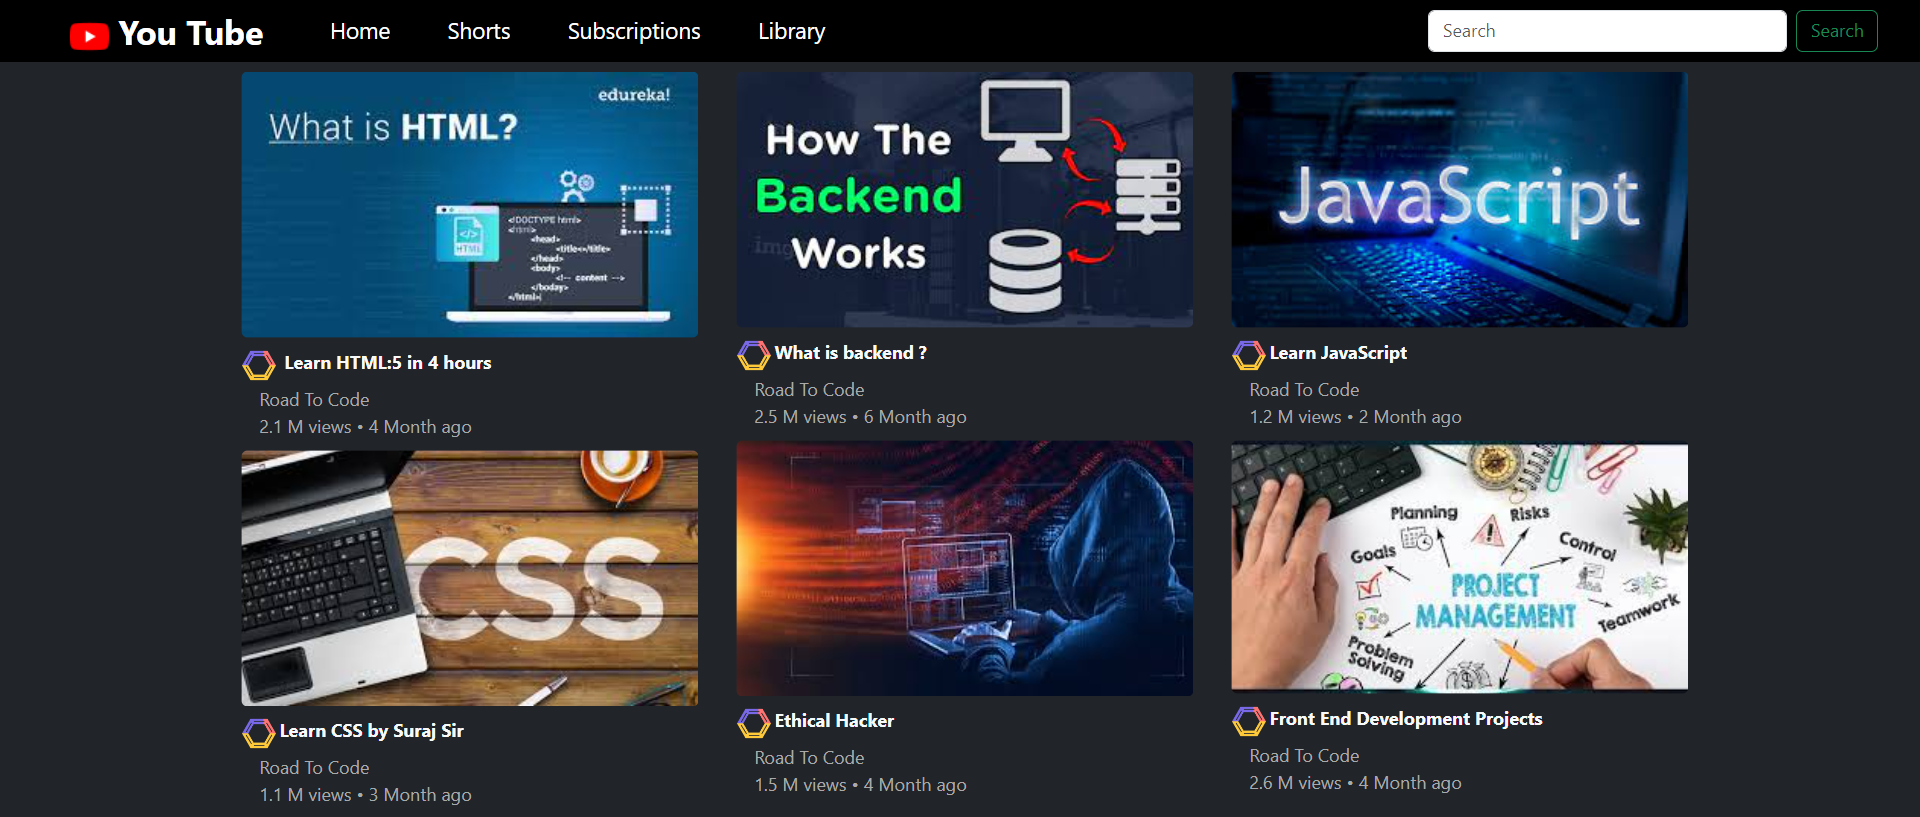 You Tube Home Shorts Subscriptions Library Search Search
edureka!
What is HTML?
<!DOCTYPE html>
<html>
<head>
<title></title>
</head>
<body>
<!-- content -->
</boday>
</html>
HTML
Learn HTML:5 in 4 hours
Road To Code
2.1 M views • 4 Month ago
How The
Backend
Works
What is backend ?
Road To Code
2.5 M views • 6 Month ago
JavaScript
Learn JavaScript
Road To Code
1.2 M views • 2 Month ago
CSS
Learn CSS by Suraj Sir
Road To Code
1.1 M views • 3 Month ago
Ethical Hacker
Road To Code
1.5 M views • 4 Month ago
Planning
Risks
Goals
Control
PROJECT
MANAGEMENT
Teamwork
Problem
Solving
Front End Development Projects
Road To Code
2.6 M views • 4 Month ago